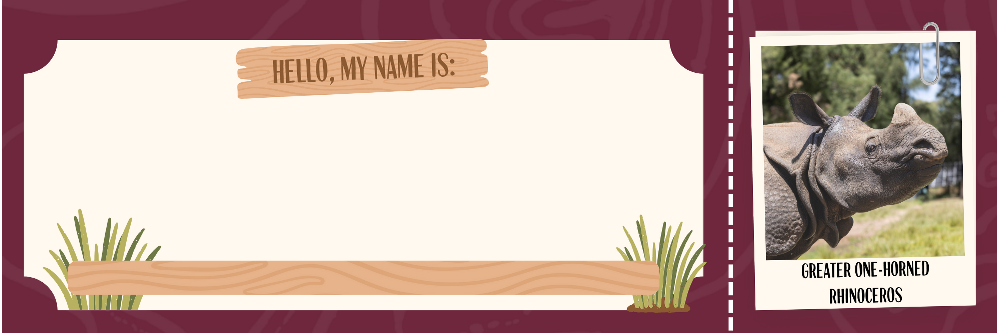 HELLO, MY NAME IS:
GREATER ONE-HORNED
RHINOCEROS